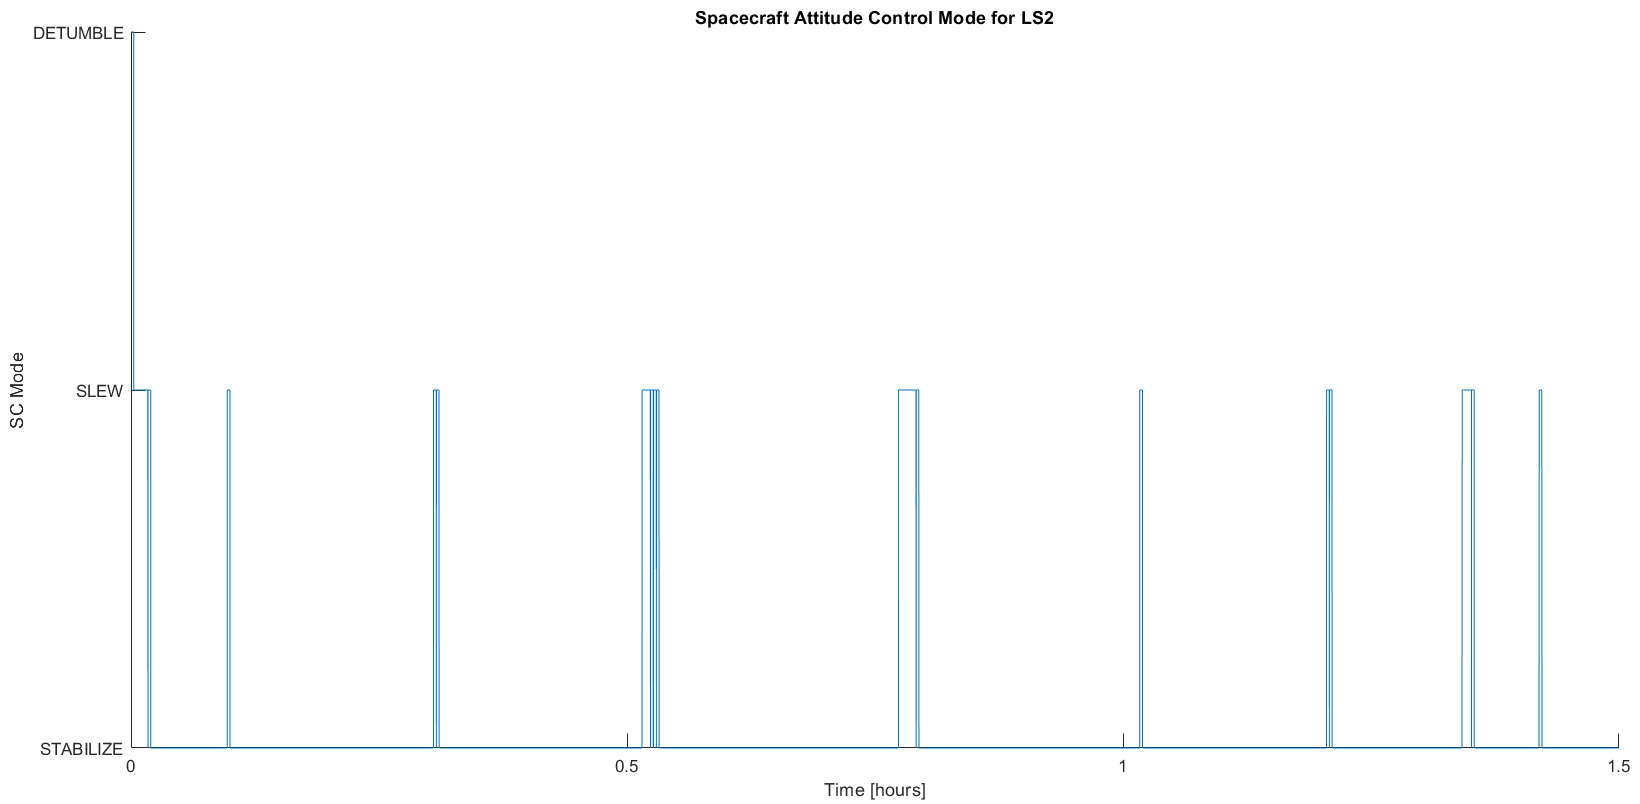 Spacecraft Attitude Control Mode for LS2
DETUMBLE
SLEW
STABILIZE
SC Mode
0
0.5
1
1.5
Time [hours]